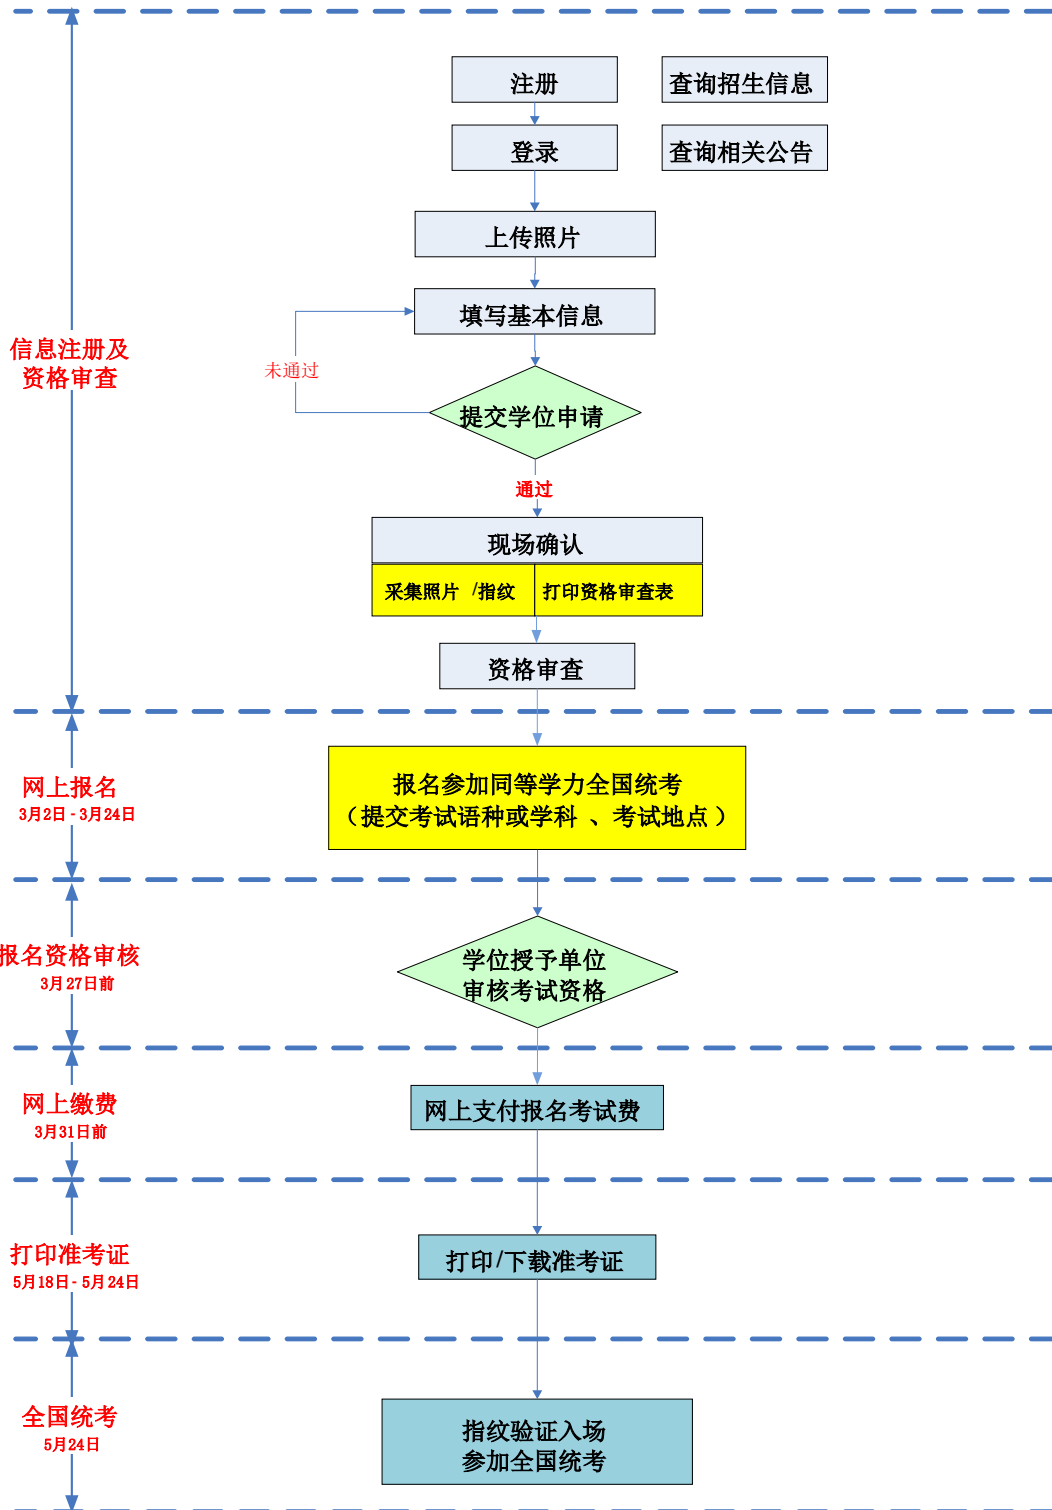 注册
查询招生信息
登录
查询相关公告
上传照片
填写基本信息
信息注册及
资格审查
未通过
提交学位申请
通过
现场确认
采集照片 /指纹
打印资格审查表
资格审查
网上报名
3月2日 - 3月24日
报名参加同等学力全国统考
（提交考试语种或学科 、考试地点）
报名资格审核
3月27日前
学位授予单位
审核考试资格
网上缴费
3月31日前
网上支付报名考试费
打印准考证
5月18日 - 5月24日
打印/下载准考证
全国统考
5月24日
指纹验证入场
参加全国统考